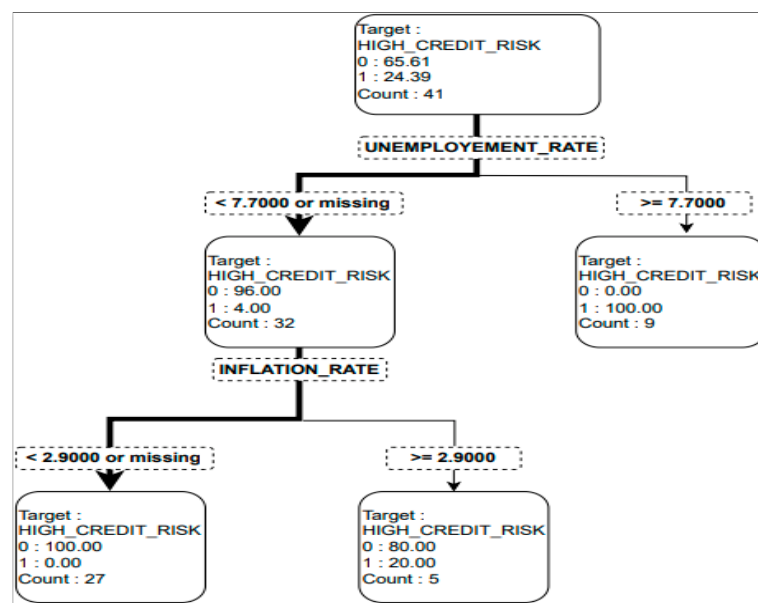 Target :
HIGH_CREDIT_RISK
0 : 65.61
1 : 24.39
Count : 41
UNEMPLOYEMENT_RATE
< 7.7000 or missing
>= 7.7000
Target :
HIGH_CREDIT_RISK
0 : 96.00
1 : 4.00
Count : 32
Target :
HIGH_CREDIT_RISK
0 : 0.00
1 : 100.00
Count : 9
INFLATION_RATE
< 2.9000 or missing
>= 2.9000
Target :
HIGH_CREDIT_RISK
0 : 100.00
1 : 0.00
Count : 27
Target :
HIGH_CREDIT_RISK
0 : 80.00
1 : 20.00
Count : 5